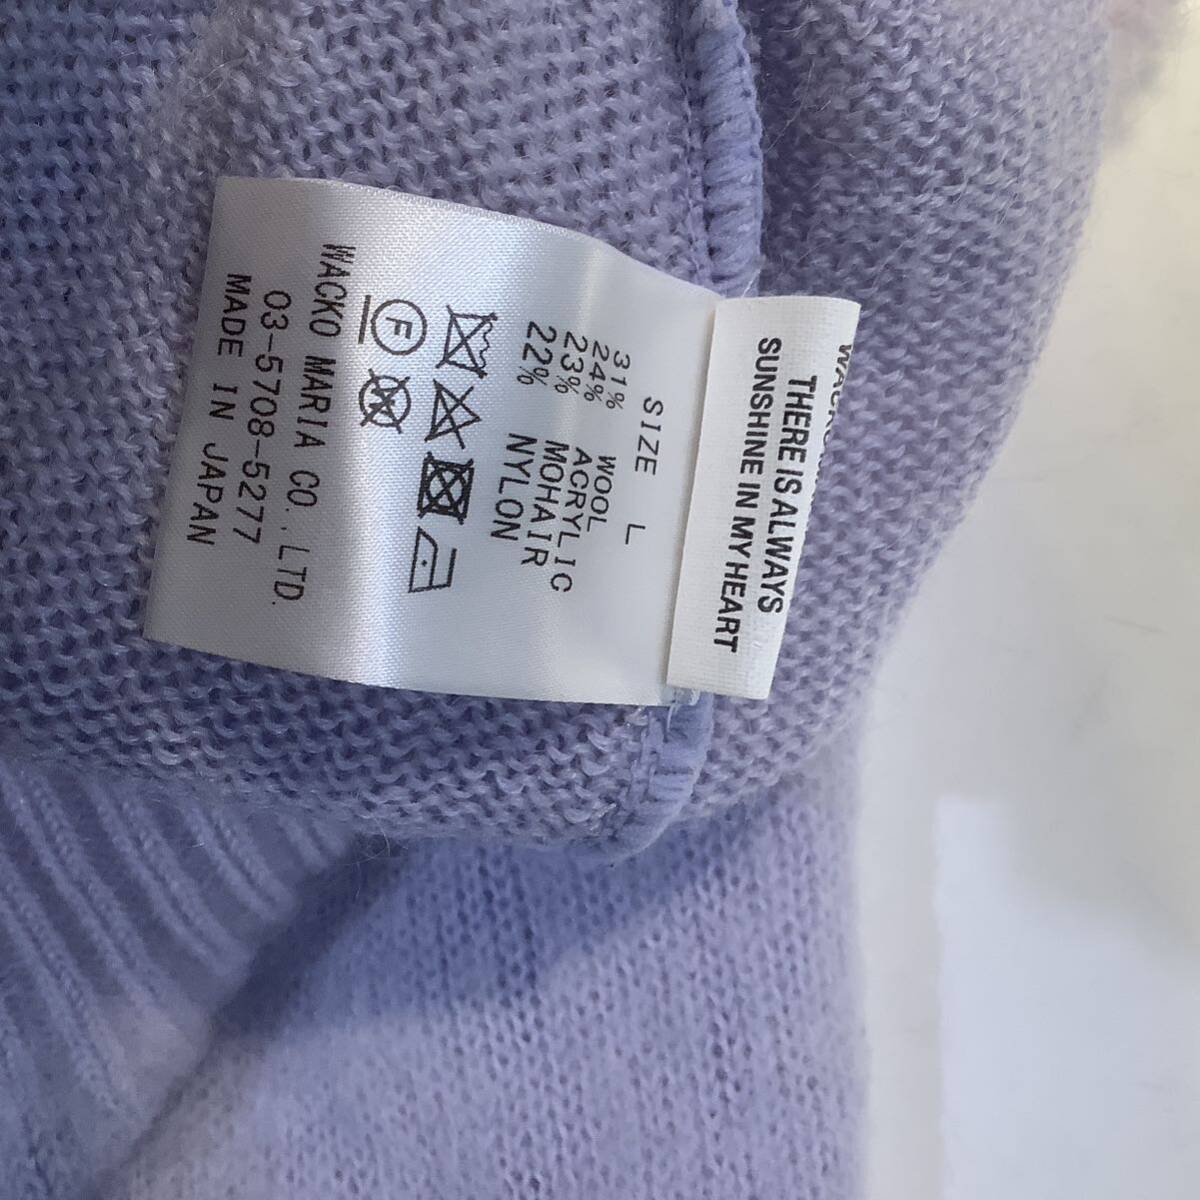 THERE IS ALWAYS
SUNSHINE IN MY HEART
SIZE L
31% WOOL
24% ACRYLIC
23% MOHAIR
22% NYLON
F
WACKO MARIA CO.,LTD.
03-5708-5277
MADE IN JAPAN